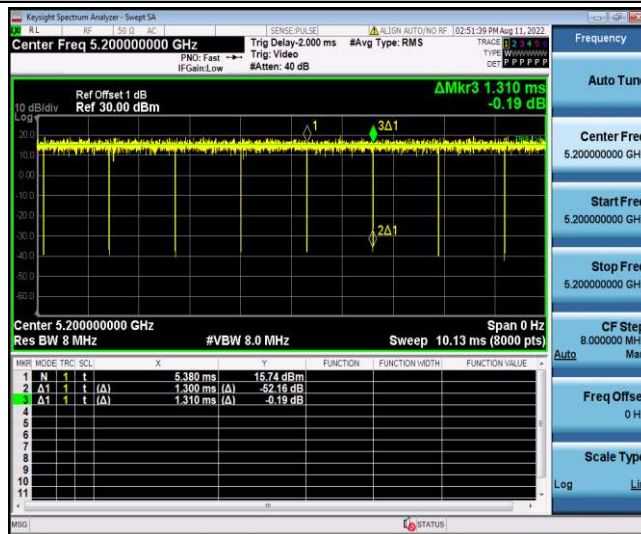 Keysight Spectrum Analyzer - Swept SA
RL RF 50 Ω AC SENSE:PULSE ALIGN AUTO/NO RF 02:51:39 PM Aug 11, 2022
Center Freq 5.200000000 GHz
PNO: Fast
IFGain:Low
Trig Delay-2.000 ms
Trig: Video
#Atten: 40 dB
#Avg Type: RMS
TRACE 1 2 3 4 5 6
TYPE WWWWWW
DET P P P P P P
Frequency
ΔMkr3 1.310 ms
-0.19 dB
Ref Offset 1 dB
10 dB/div Ref 30.00 dBm
Log
20.0
10.0
0.00
-10.0
-20.0
-30.0
-40.0
-50.0
-60.0
1
3Δ1
2Δ1
Center 5.200000000 GHz Span 0 Hz
Res BW 8 MHz #VBW 8.0 MHz Sweep 10.13 ms (8000 pts)
MKR MODE TRC SCL X Y FUNCTION FUNCTION WIDTH FUNCTION VALUE
1 N 1 t 5.380 ms 15.74 dBm
2 Δ1 1 t (Δ) 1.300 ms (Δ) -52.16 dB
3 Δ1 1 t (Δ) 1.310 ms (Δ) -0.19 dB
4
5
6
7
8
9
10
11
MSG STATUS
Auto Tun
Center Fre
5.200000000 GH
Start Fre
5.200000000 GH
Stop Fre
5.200000000 GH
CF Ste
8.000000 MH
Auto Ma
Freq Offse
0 H
Scale Typ
Log Li